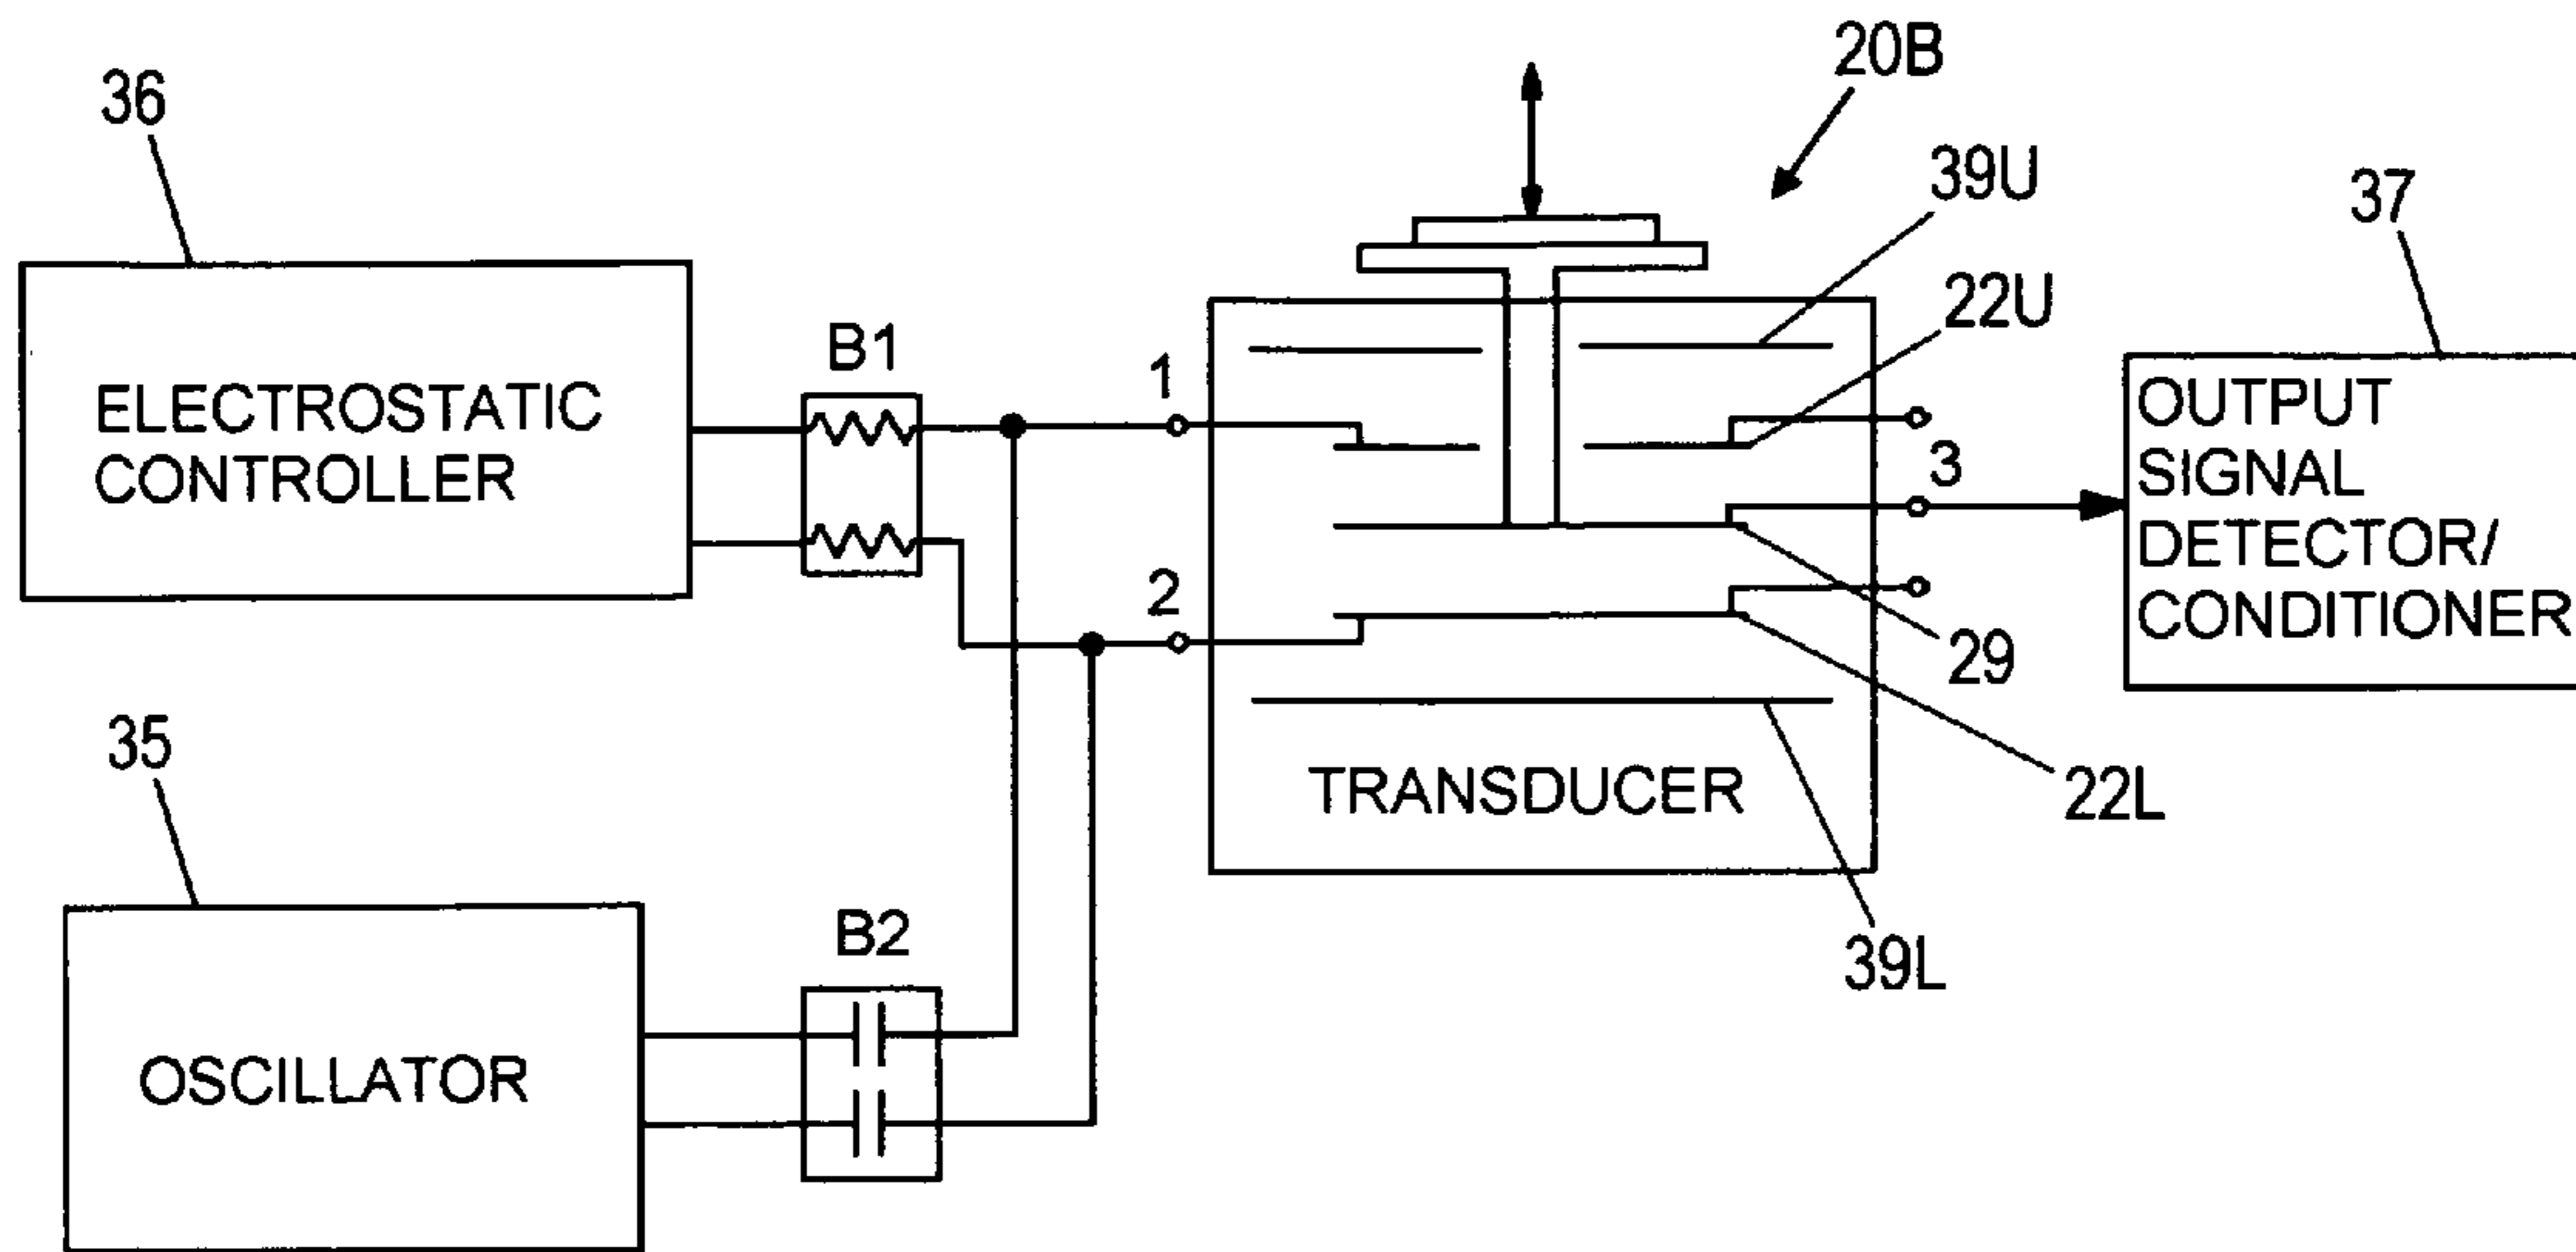 20B
36
39U
37
22U
B1
1
ELECTROSTATIC
CONTROLLER
OUTPUT
SIGNAL
DETECTOR/
CONDITIONER
3
2
29
35
TRANSDUCER
22L
B2
39L
OSCILLATOR